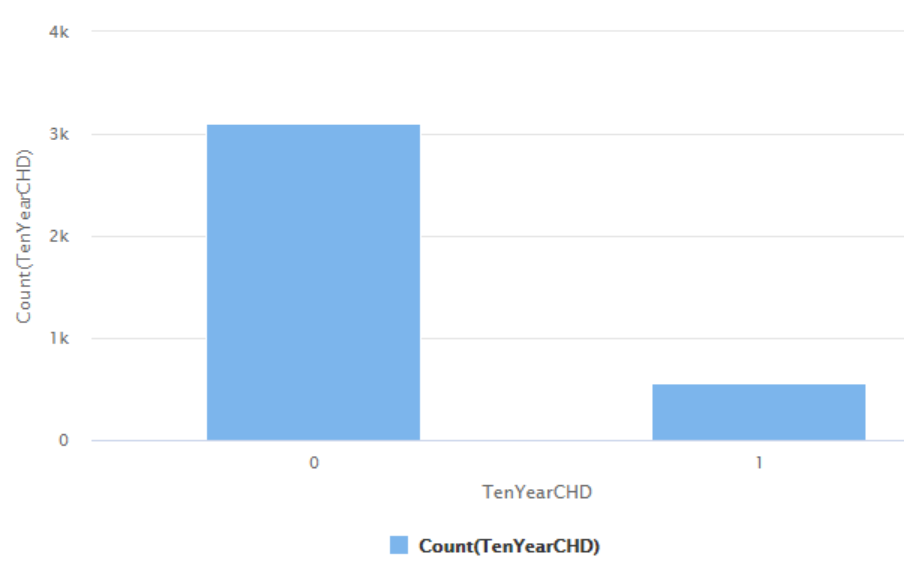 4k
3k
2k
1k
0
Count(TenYearCHD)
0 1
TenYearCHD
Count(TenYearCHD)